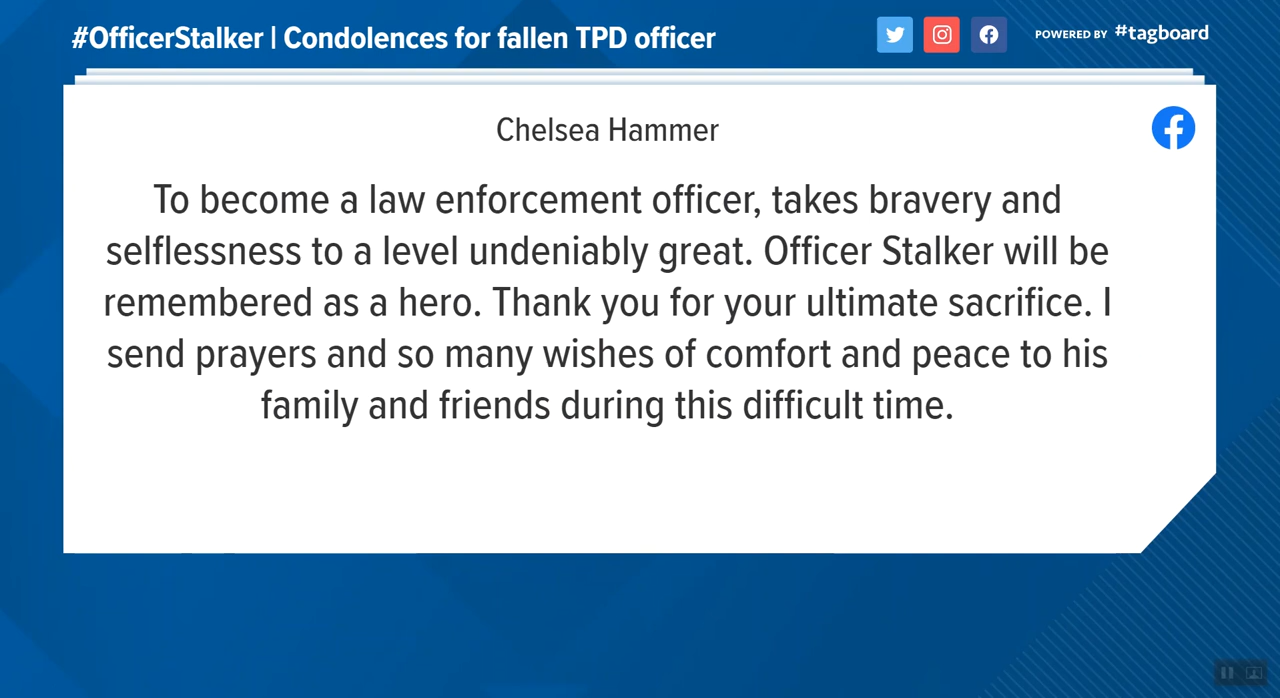 #OfficerStalker | Condolences for fallen TPD officer
POWERED BY #tagboard
Chelsea Hammer
To become a law enforcement officer, takes bravery and
selflessness to a level undeniably great. Officer Stalker will be
remembered as a hero. Thank you for your ultimate sacrifice. I
send prayers and so many wishes of comfort and peace to his
family and friends during this difficult time.